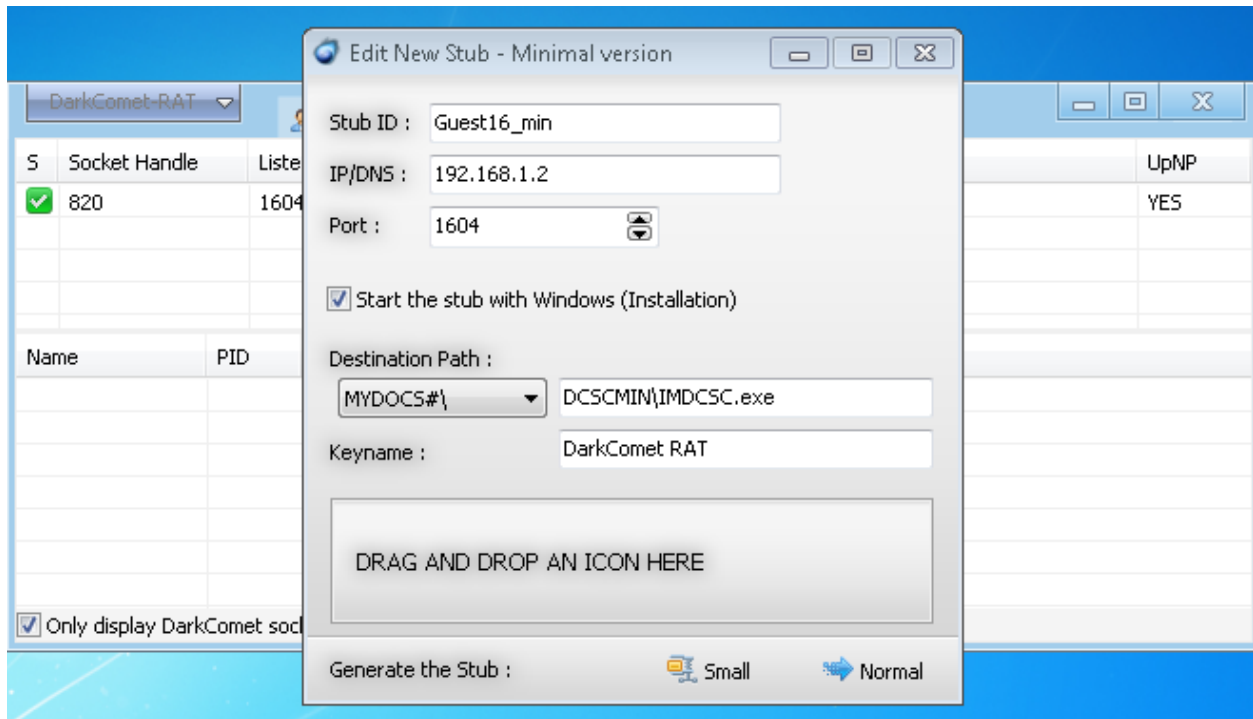 Edit New Stub - Minimal version
DarkComet-RAT
Stub ID : Guest16_min
S Socket Handle Liste UpNP
IP/DNS : 192.168.1.2
820 1604 YES
Port : 1604
Start the stub with Windows (Installation)
Name PID
Destination Path :
MYDOCS#\ DCSCMIN\IMDCSC.exe
Keyname : DarkComet RAT
DRAG AND DROP AN ICON HERE
Only display DarkComet soc
Generate the Stub : Small Normal